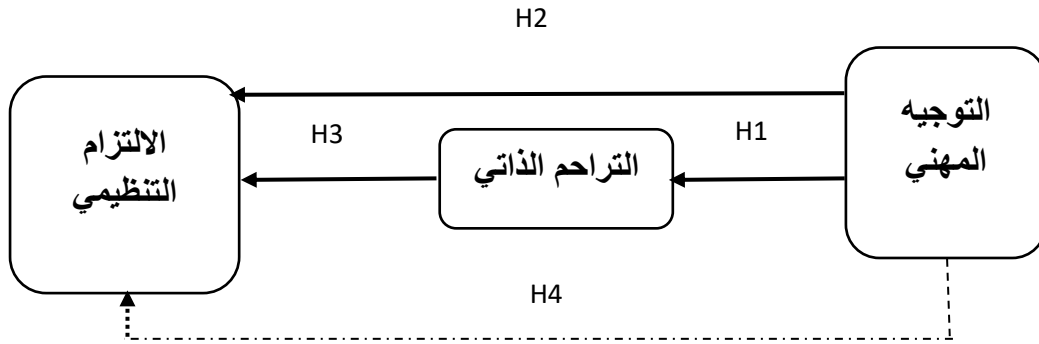 H2
التوجيه
المهني
H1
التراحم الذاتي
H3
الالتزام
التنظيمي
H4